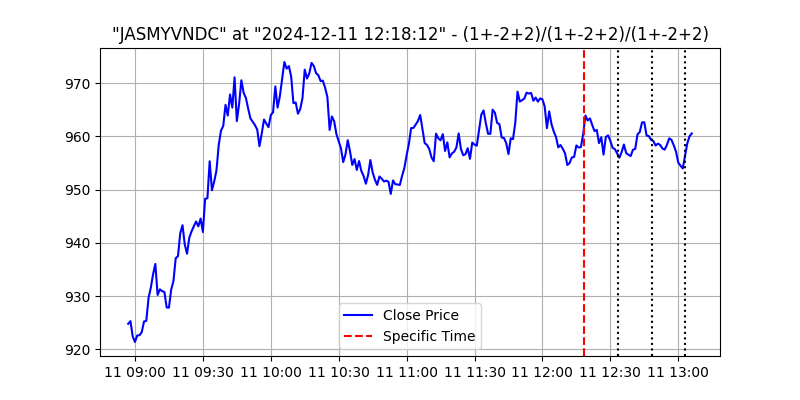 "JASMYVNDC" at "2024-12-11 12:18:12" - (1+-2+2)/(1+-2+2)/(1+-2+2)
970
960
950
940
930
920
Close Price
Specific Time
11 09:00 11 09:30 11 10:00 11 10:30 11 11:00 11 11:30 11 12:00 11 12:30 11 13:00